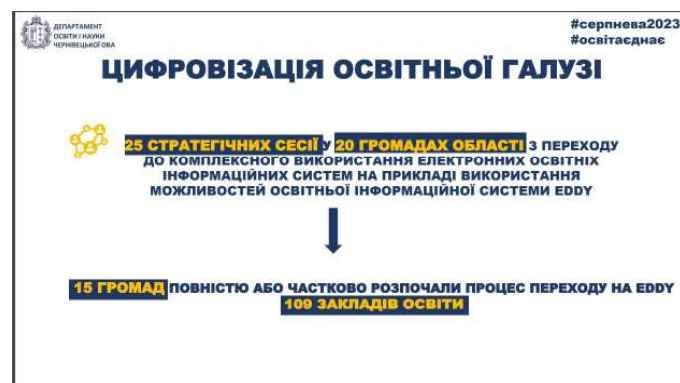 ДЕПАРТАМЕНТ
ОСВІТИ І НАУКИ
ЧЕРНІВЕЦЬКОЇ ОВА
#серпнева2023
#освітаєднає
ЦИФРОВІЗАЦІЯ ОСВІТНЬОЇ ГАЛУЗІ
25 СТРАТЕГІЧНИХ СЕСІЇ У 20 ГРОМАДАХ ОБЛАСТІ З ПЕРЕХОДУ
ДО КОМПЛЕКСНОГО ВИКОРИСТАННЯ ЕЛЕКТРОННИХ ОСВІТНІХ
ІНФОРМАЦІЙНИХ СИСТЕМ НА ПРИКЛАДІ ВИКОРИСТАННЯ
МОЖЛИВОСТЕЙ ОСВІТНЬОЇ ІНФОРМАЦІЙНОЇ СИСТЕМИ EDDY
15 ГРОМАД ПОВНІСТЮ АБО ЧАСТКОВО РОЗПОЧАЛИ ПРОЦЕС ПЕРЕХОДУ НА EDDY
109 ЗАКЛАДІВ ОСВІТИ